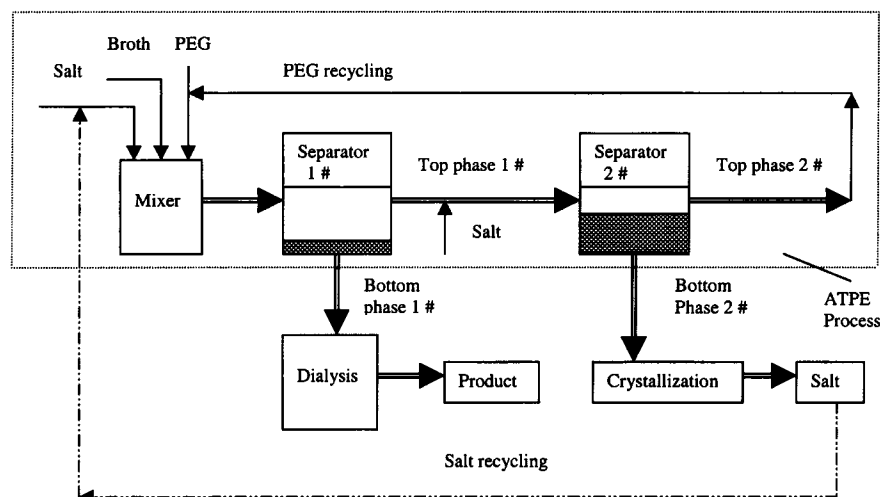 Broth
PEG
Salt
PEG recycling
Separator
1 #
Top phase 1 #
Separator
2 #
Top phase 2 #
Mixer
Salt
Bottom
phase 1 #
Bottom
Phase 2 #
ATPE
Process
Dialysis
Product
Crystallization
Salt
Salt recycling